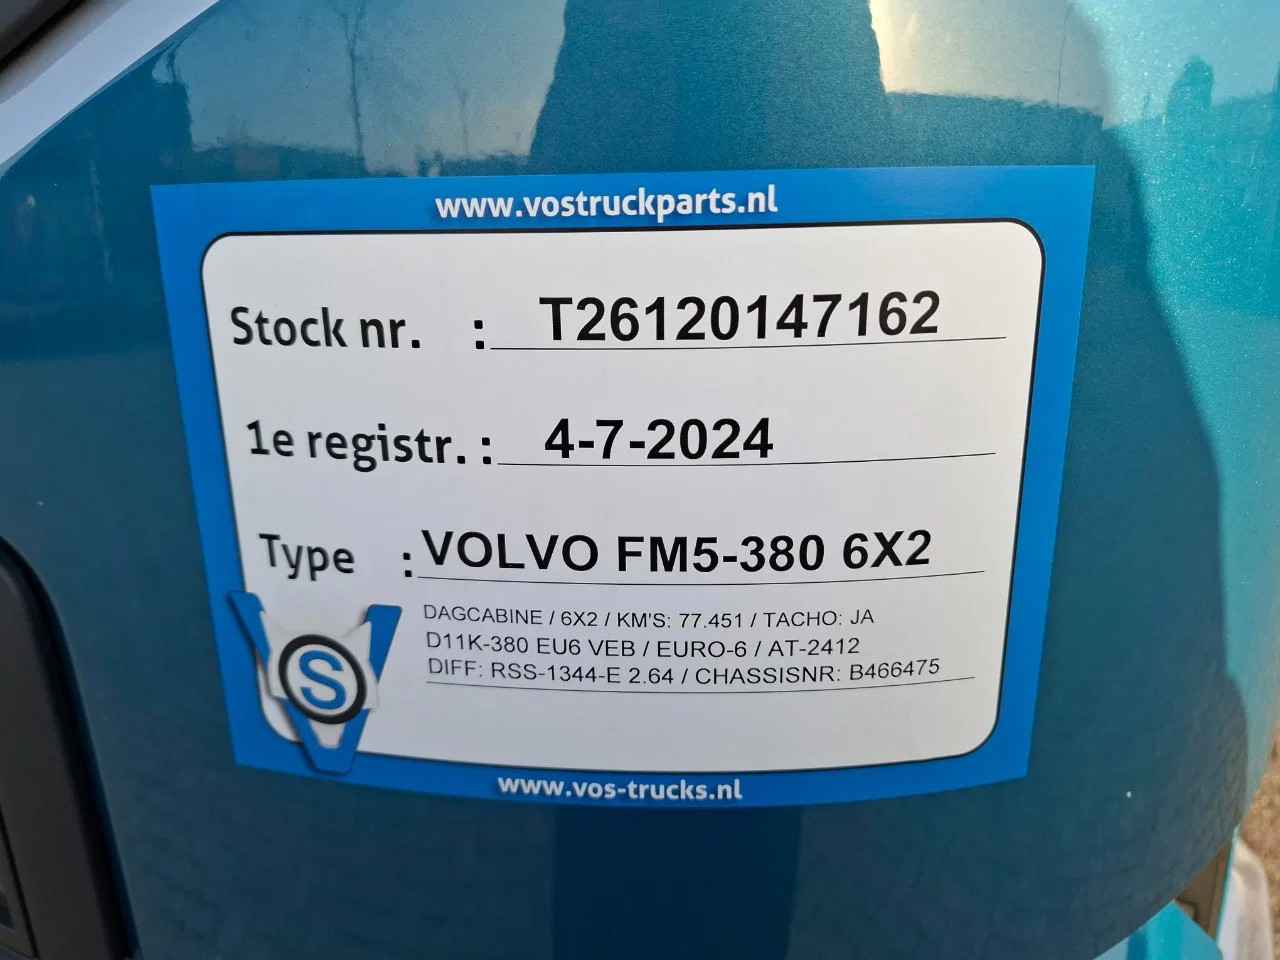 www.vostruckparts.nl
Stock nr. : T26120147162
1e registr. : 4-7-2024
Type : VOLVO FM5-380 6X2
DAGCABINE / 6X2 / KM'S: 77.451 / TACHO: JA
D11K-380 EU6 VEB / EURO-6 / AT-2412
DIFF: RSS-1344-E 2.64 / CHASSISNR: B466475
VS
www.vos-trucks.nl